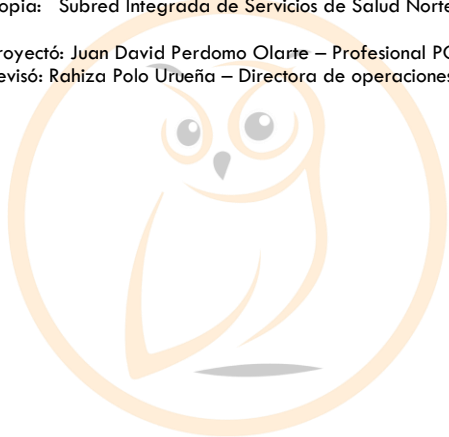 opia: Subred Integrada de Servicios de Salud Norte
royectó: Juan David Perdomo Olarte – Profesional
evisó: Rahiza Polo Urueña – Directora de operaciones